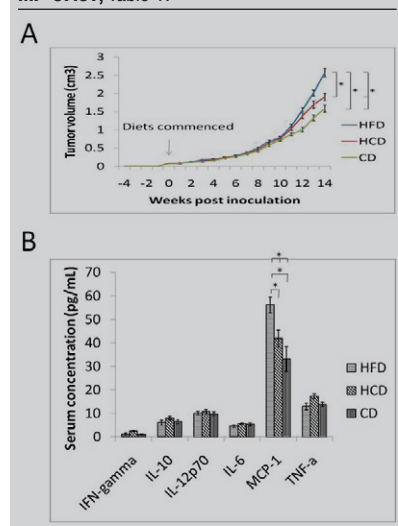 A
3
2.5
2
1.5
1
0.5
0
Tumor volume (cm3)
Diets commenced
-4 -2 0 2 4 6 8 10 12 14
Weeks post inoculation
* * *
HFD
HCD
CD
B
70
60
50
40
30
20
10
0
Serum concentration (pg/mL)
*
*
*
HFD
HCD
CD
IFN-gamma
IL-10
IL-12p70
IL-6
MCP-1
TNF-a